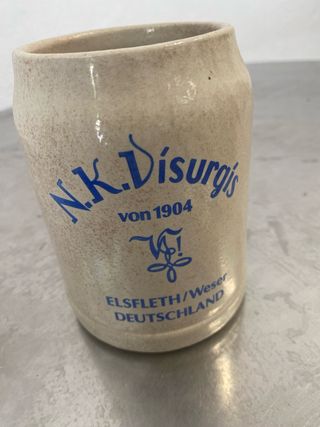 N.K.Visurgis
von 1904
ELSFLETH/Weser
DEUTSCHLAND